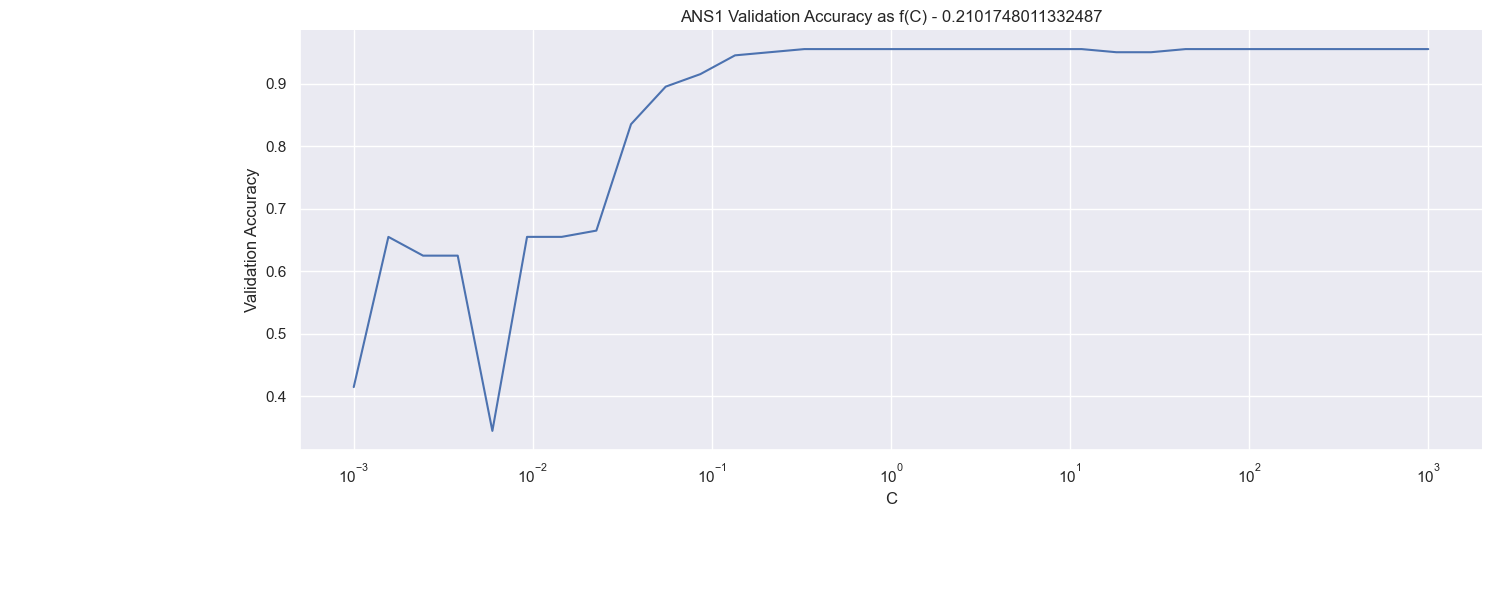 ANS1 Validation Accuracy as f(C) - 0.2101748011332487
Validation Accuracy
0.9
0.8
0.7
0.6
0.5
0.4
10⁻³ 10⁻² 10⁻¹ 10⁰ 10¹ 10² 10³
C